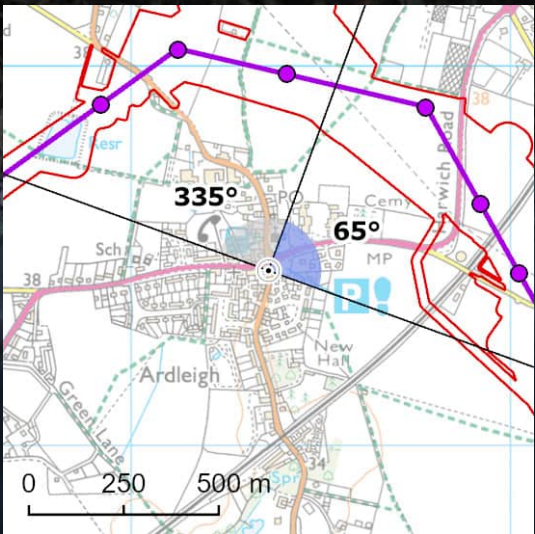 38
Resr
38
335°
PO
Cemy
Harwich Road
65°
Sch
MP
38
P!
New
Hall
Ardleigh
Green Lane
34
Spr
0 250 500 m